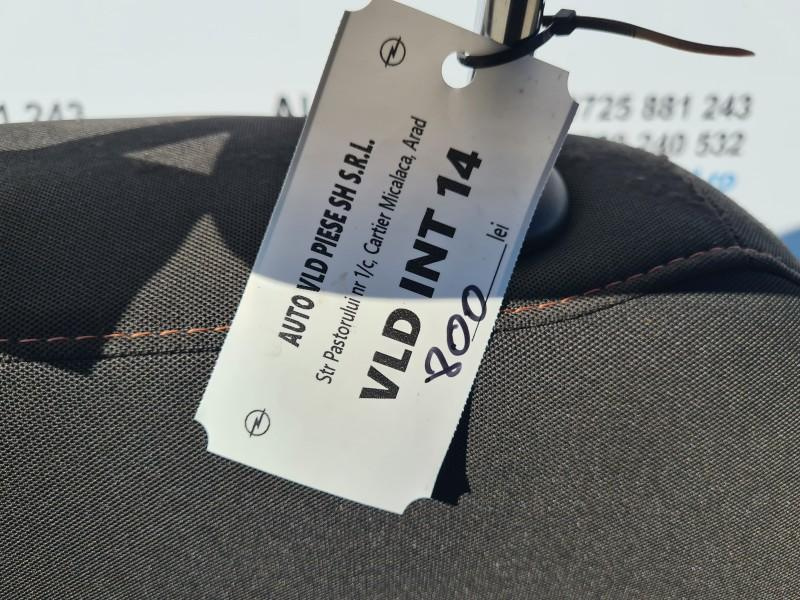 AUTO VLD PIESE SH S.R.L.
Str Pastorului nr 1/c, Cartier Micalaca, Arad
VLD INT 14
800 lei
0725 881 243
240 532
243